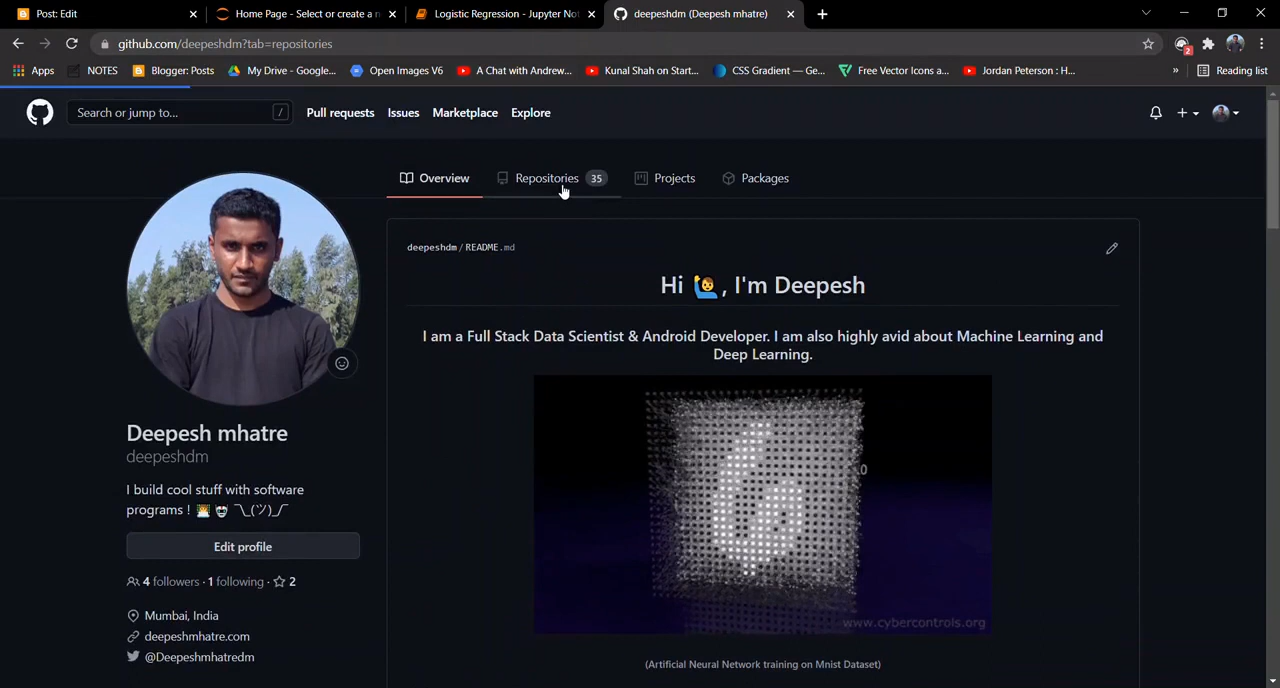 Post: Edit
Home Page - Select or create a n
Logistic Regression - Jupyter Not
deepeshdm (Deepesh mhatre)
github.com/deepeshdm?tab=repositories
2
Apps
NOTES
Blogger: Posts
My Drive - Google...
Open Images V6
A Chat with Andrew...
Kunal Shah on Start...
CSS Gradient — Ge...
Free Vector Icons a...
Jordan Peterson : H...
»
Reading list
Search or jump to...
/
Pull requests
Issues
Marketplace
Explore
Overview
Repositories 35
Projects
Packages
deepeshdm / README.md
Hi 🙋‍♂️, I'm Deepesh
I am a Full Stack Data Scientist & Android Developer. I am also highly avid about Machine Learning and
Deep Learning.
.0
www.cybercontrols.org
(Artificial Neural Network training on Mnist Dataset)
Deepesh mhatre
deepeshdm
I build cool stuff with software
programs ! 👨‍💻 🤡 ¯\_(ツ)_/¯
Edit profile
4 followers · 1 following · 2
Mumbai, India
deepeshmhatre.com
@Deepeshmhatredm